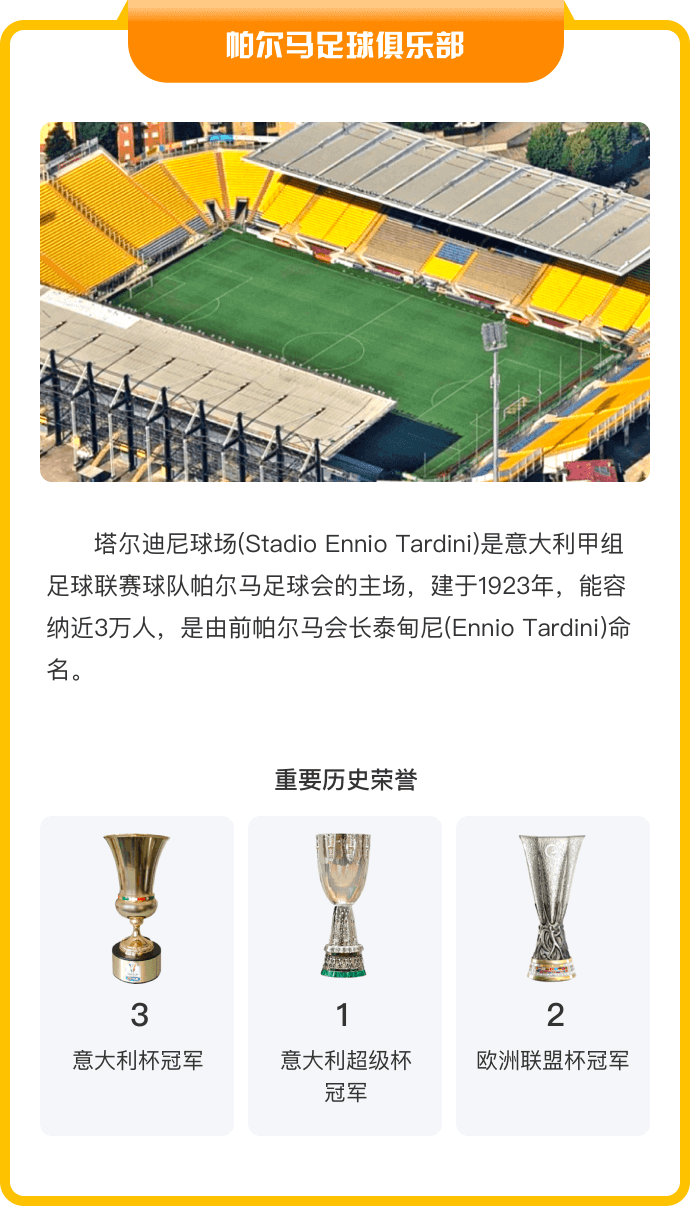 帕尔马足球俱乐部
塔尔迪尼球场(Stadio Ennio Tardini)是意大利甲组
足球联赛球队帕尔马足球会的主场，建于1923年，能容
纳近3万人，是由前帕尔马会长泰甸尼(Ennio Tardini)命
名。
重要历史荣誉
3
意大利杯冠军
1
意大利超级杯
冠军
2
欧洲联盟杯冠军